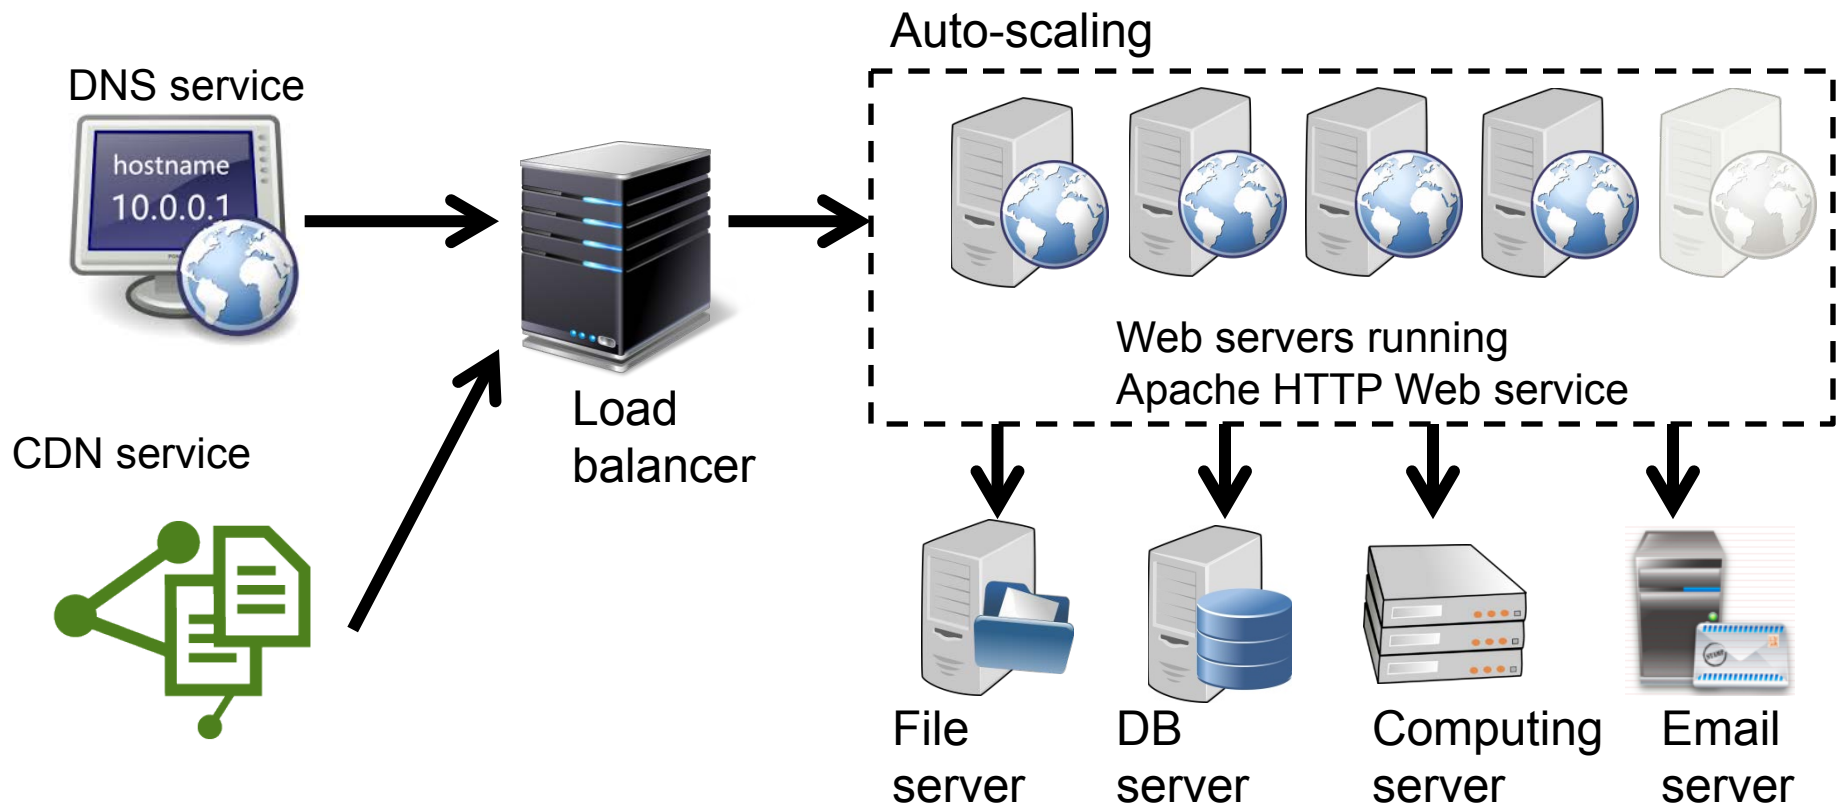 Auto-scaling
DNS service
hostname
10.0.0.1
Load
balancer
CDN service
Web servers running
Apache HTTP Web service
File
server
DB
server
Computing
server
STAMP
Email
server